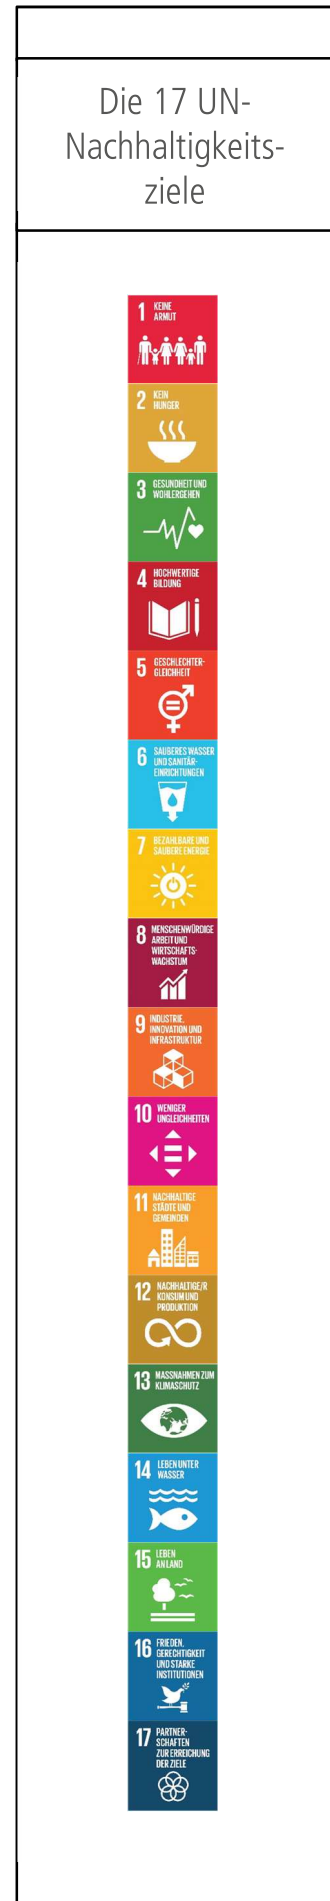 Die 17 UN-
Nachhaltigkeits-
ziele
1 KEINE
ARMUT
2 KEIN
HUNGER
3 GESUNDHEIT UND
WOHLERGEHEN
4 HOCHWERTIGE
BILDUNG
5 GESCHLECHTER-
GLEICHHEIT
6 SAUBERES WASSER
UND SANITÄR-
EINRICHTUNGEN
7 BEZAHLBARE UND
SAUBERE ENERGIE
8 MENSCHENWÜRDIGE
ARBEIT UND
WIRTSCHAFTS-
WACHSTUM
9 INDUSTRIE,
INNOVATION UND
INFRASTRUKTUR
10 WENIGER
UNGLEICHHEITEN
11 NACHHALTIGE
STÄDTE UND
GEMEINDEN
12 NACHHALTIGE/R
KONSUM UND
PRODUKTION
13 MASSNAHMEN ZUM
KLIMASCHUTZ
14 LEBEN UNTER
WASSER
15 LEBEN
AN LAND
16 FRIEDEN,
GERECHTIGKEIT
UND STARKE
INSTITUTIONEN
17 PARTNER-
SCHAFTEN
ZUR ERREICHUNG
DER ZIELE